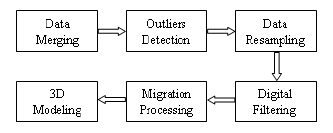 Data
Merging
Outliers
Detection
Data
Resampling
Digital
Filtering
Migration
Processing
3D
Modeling